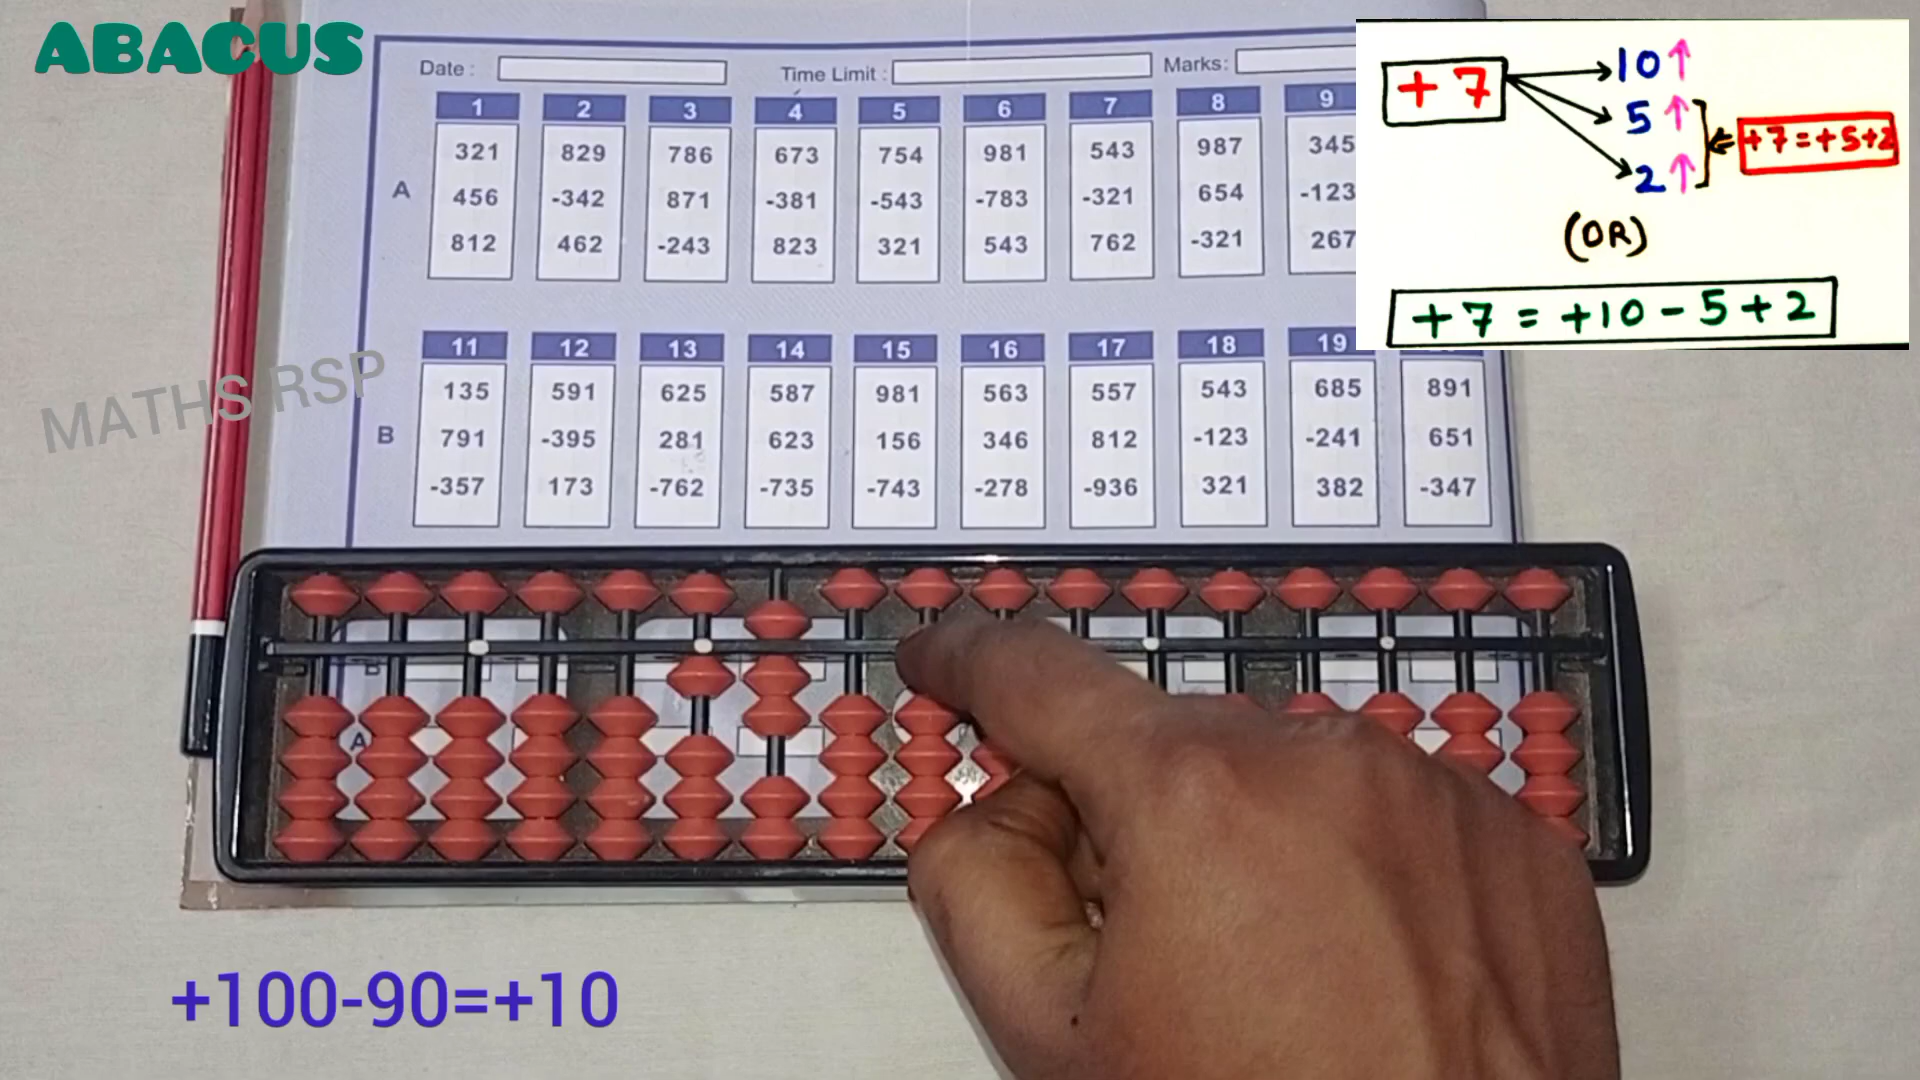 ABACUS
Date :
Time Limit :
Marks:
1 2 3 4 5 6 7 8 9
A
321 829 786 673 754 981 543 987 345
456 -342 871 -381 -543 -783 -321 654 -123
812 462 -243 823 321 543 762 -321 267
11 12 13 14 15 16 17 18 19
B
135 591 625 587 981 563 557 543 685 891
791 -395 281 623 156 346 812 -123 -241 651
-357 173 -762 -735 -743 -278 -936 321 382 -347
+7
10↑
5↑
2↑
+7=+5+2
(OR)
+7=+10-5+2
MATHS RSP
B
A
+100-90=+10